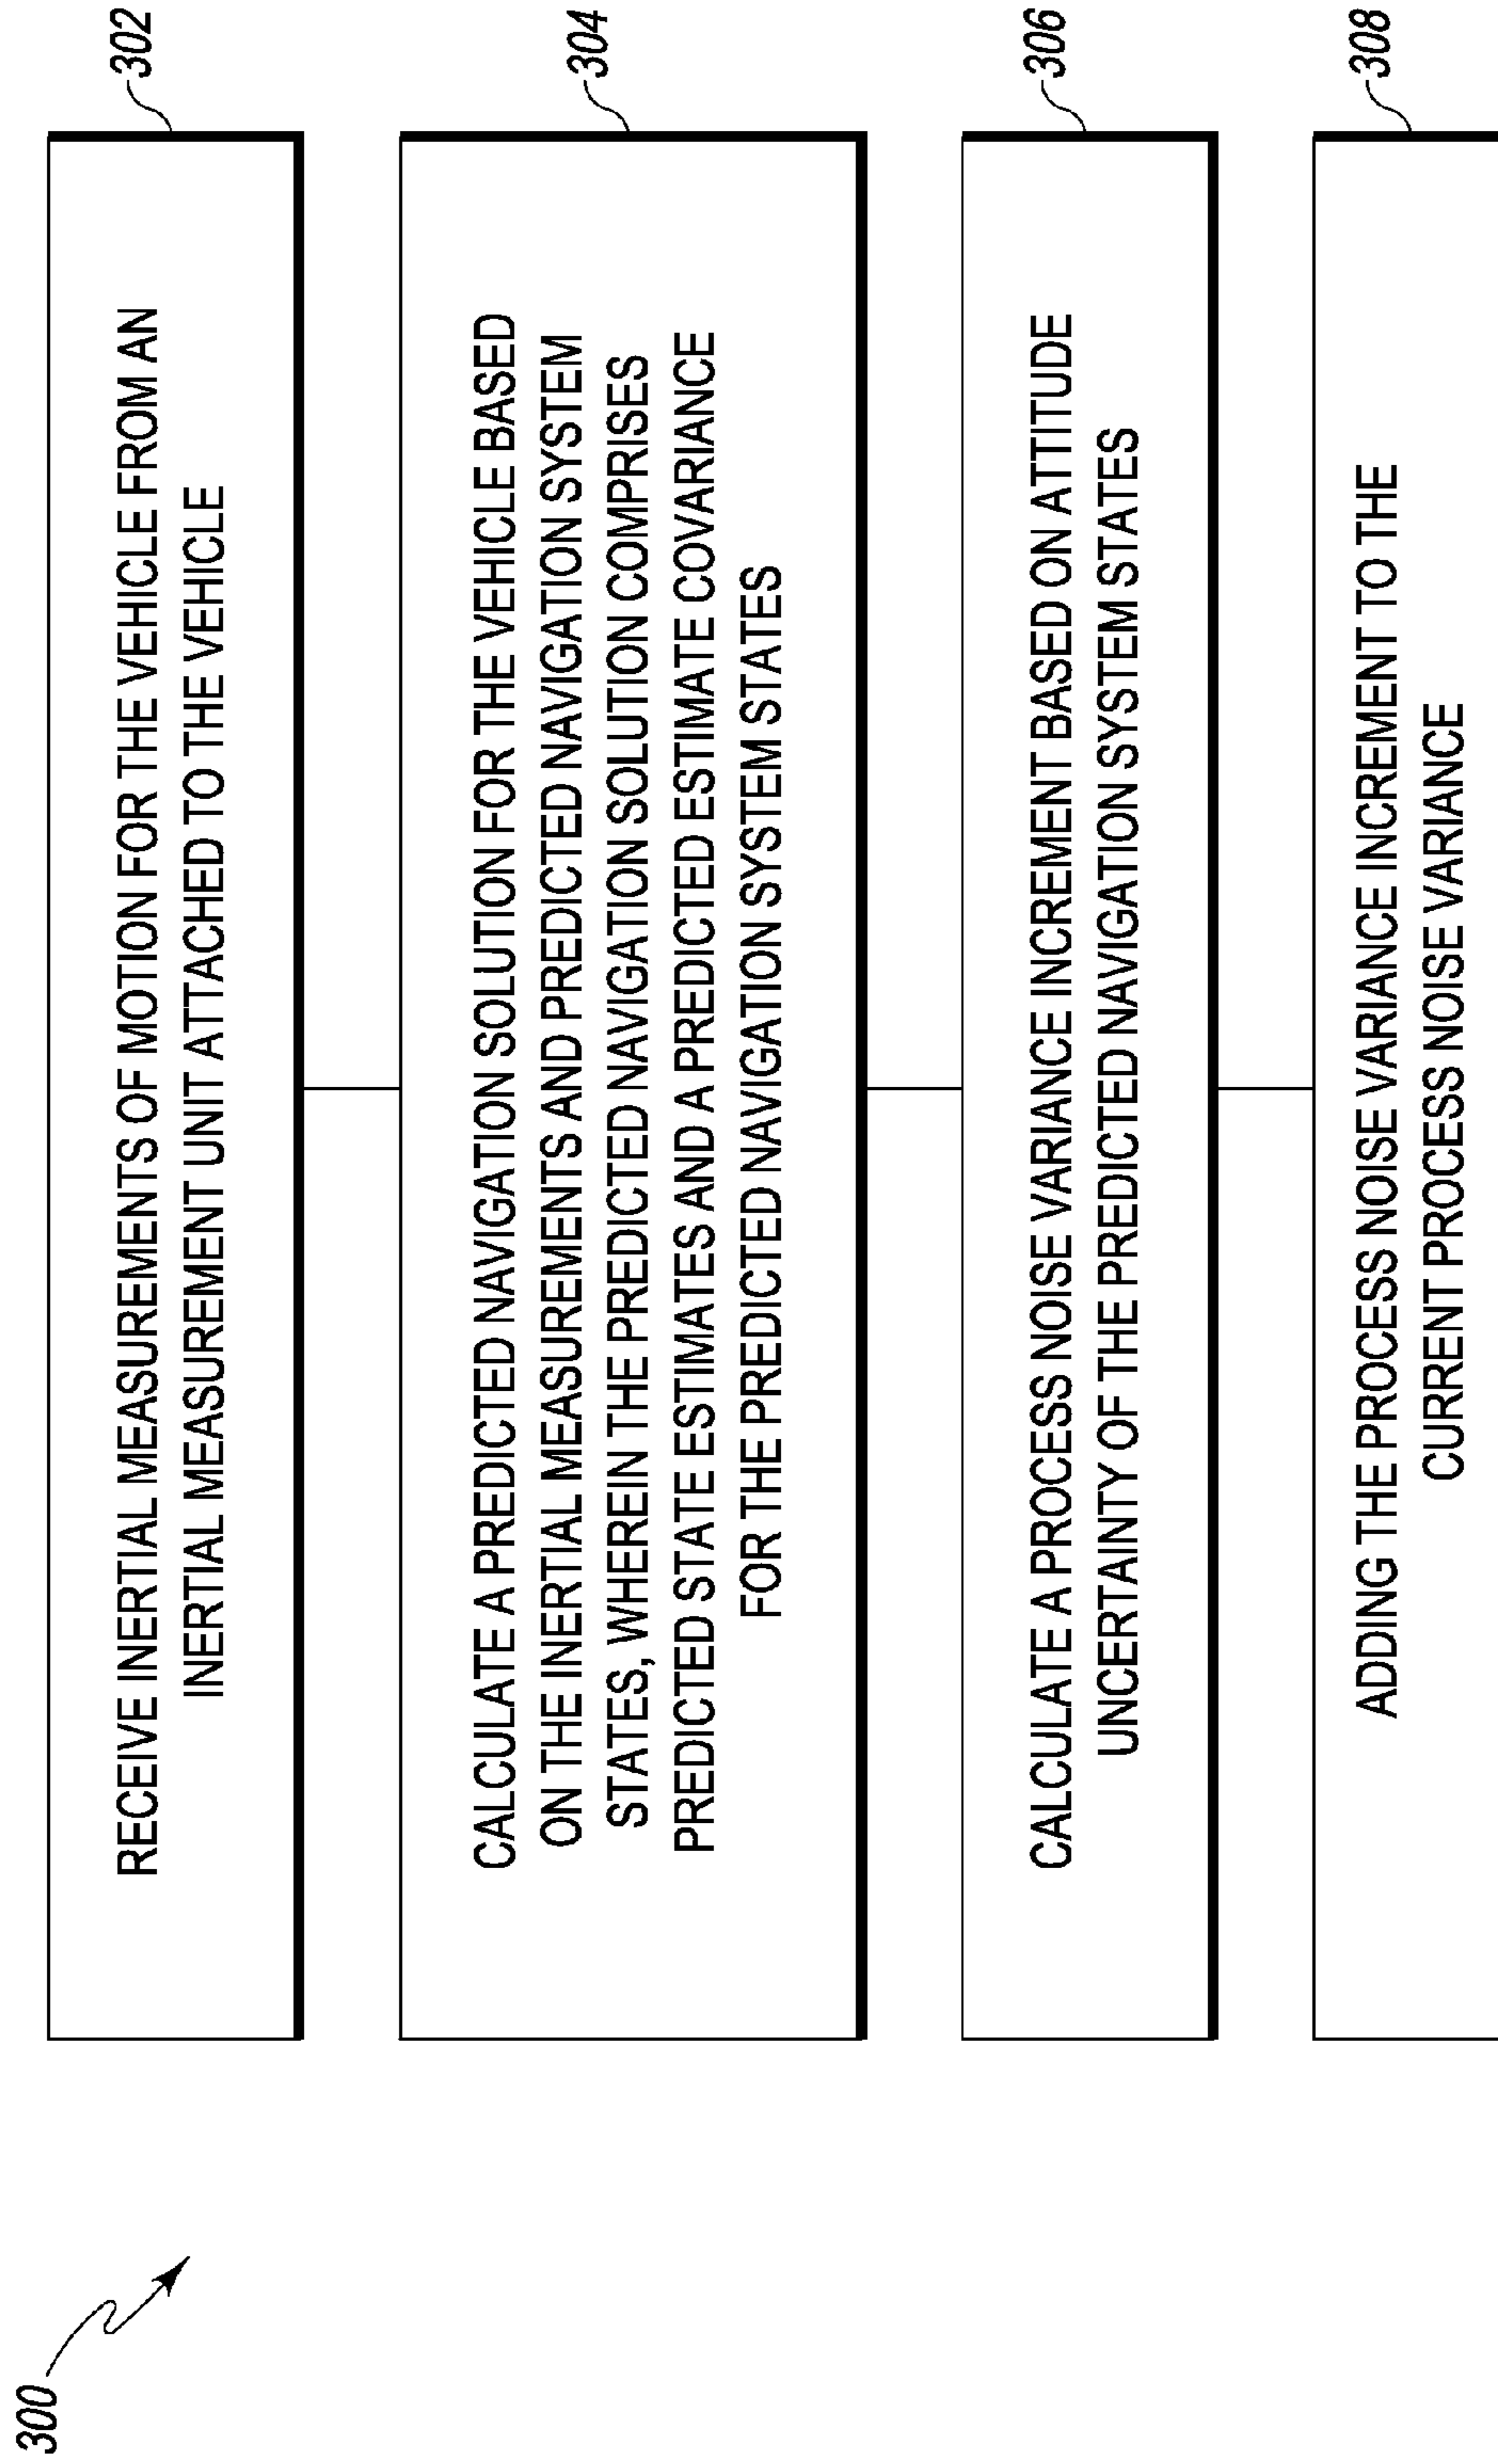 300
302
RECEIVE INERTIAL MEASUREMENTS OF MOTION FOR THE VEHICLE FROM AN
INERTIAL MEASUREMENT UNIT ATTACHED TO THE VEHICLE
304
CALCULATE A PREDICTED NAVIGATION SOLUTION FOR THE VEHICLE BASED
ON THE INERTIAL MEASUREMENTS AND PREDICTED NAVIGATION SYSTEM
STATES, WHEREIN THE PREDICTED NAVIGATION SOLUTION COMPRISES
PREDICTED STATE ESTIMATES AND A PREDICTED ESTIMATE COVARIANCE
FOR THE PREDICTED NAVIGATION SYSTEM STATES
306
CALCULATE A PROCESS NOISE VARIANCE INCREMENT BASED ON ATTITUDE
UNCERTAINTY OF THE PREDICTED NAVIGATION SYSTEM STATES
308
ADDING THE PROCESS NOISE VARIANCE INCREMENT TO THE
CURRENT PROCESS NOISE VARIANCE